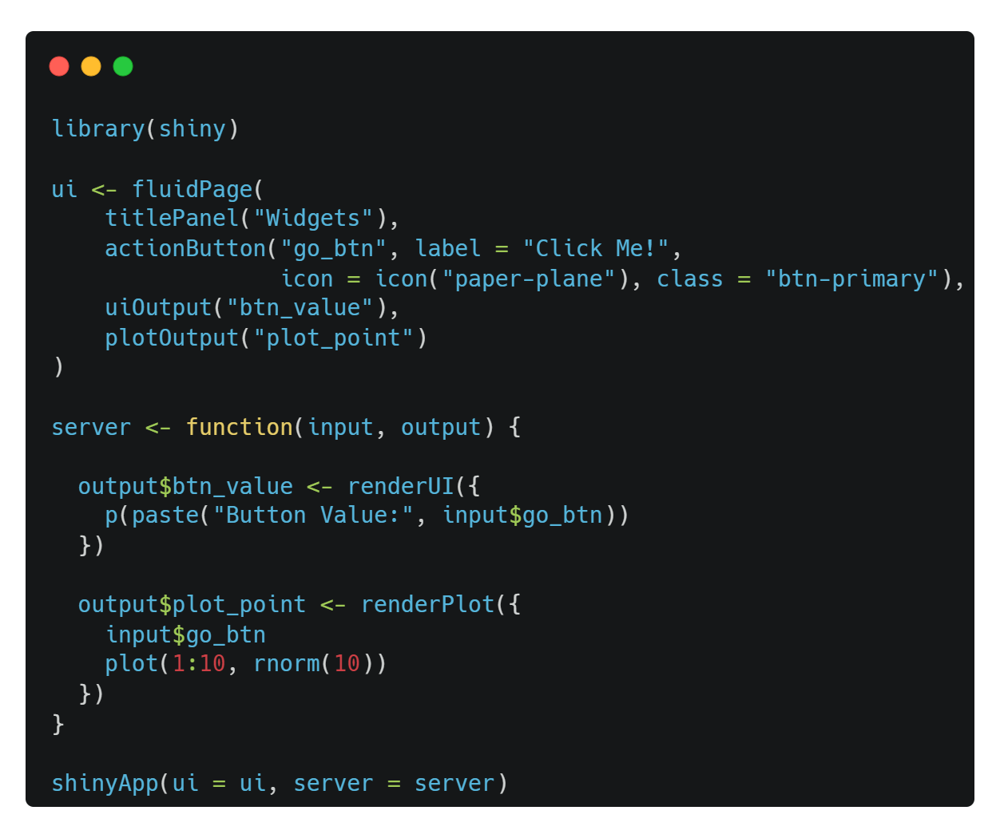 library(shiny)

ui <- fluidPage(
    titlePanel("Widgets"),
    actionButton("go_btn", label = "Click Me!",
                 icon = icon("paper-plane"), class = "btn-primary"),
    uiOutput("btn_value"),
    plotOutput("plot_point")
)

server <- function(input, output) {

  output$btn_value <- renderUI({
    p(paste("Button Value:", input$go_btn))
  })

  output$plot_point <- renderPlot({
    input$go_btn
    plot(1:10, rnorm(10))
  })
}

shinyApp(ui = ui, server = server)